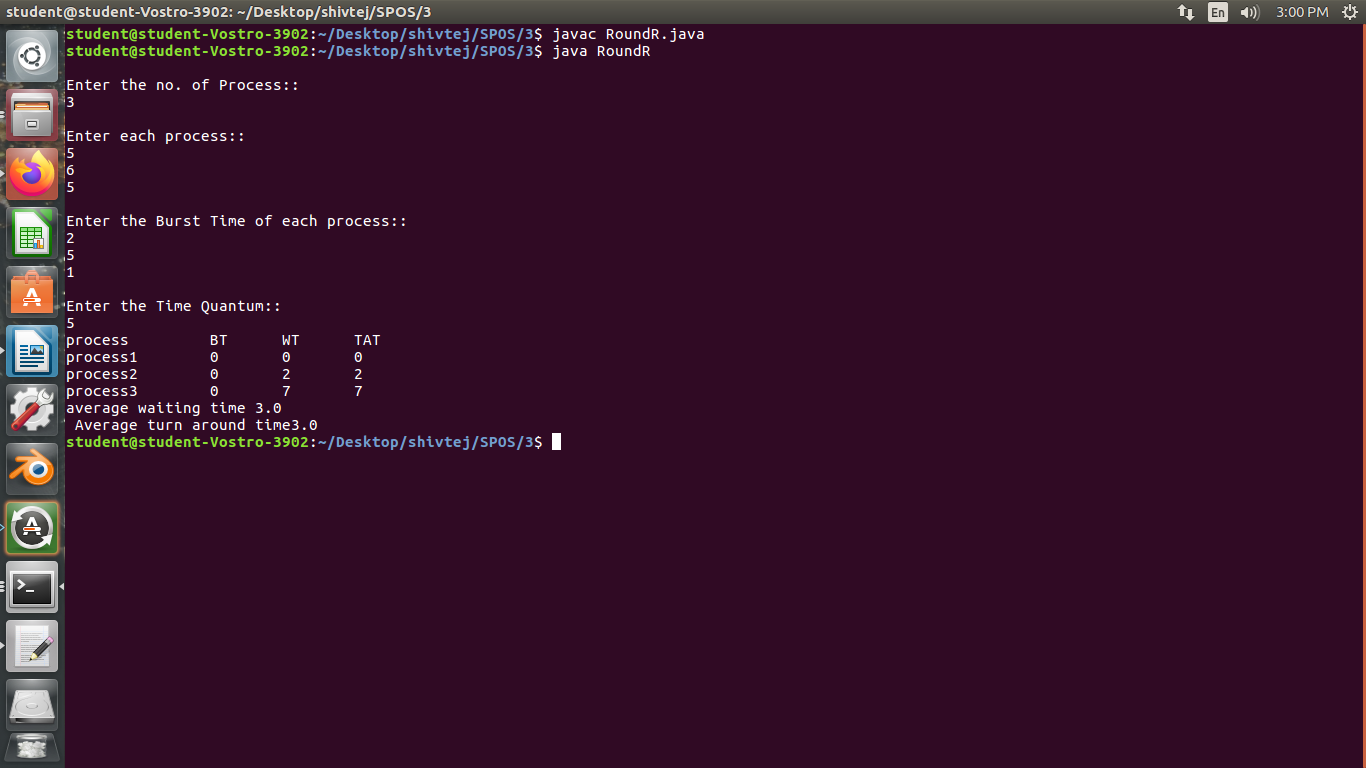 student@student-Vostro-3902: ~/Desktop/shivtej/SPOS/3 En 3:00 PM
student@student-Vostro-3902:~/Desktop/shivtej/SPOS/3$ javac RoundR.java
student@student-Vostro-3902:~/Desktop/shivtej/SPOS/3$ java RoundR
Enter the no. of Process::
3
Enter each process::
5
6
5
Enter the Burst Time of each process::
2
5
1
Enter the Time Quantum::
5
process BT WT TAT
process1 0 0 0
process2 0 2 2
process3 0 7 7
average waiting time 3.0
Average turn around time3.0
student@student-Vostro-3902:~/Desktop/shivtej/SPOS/3$